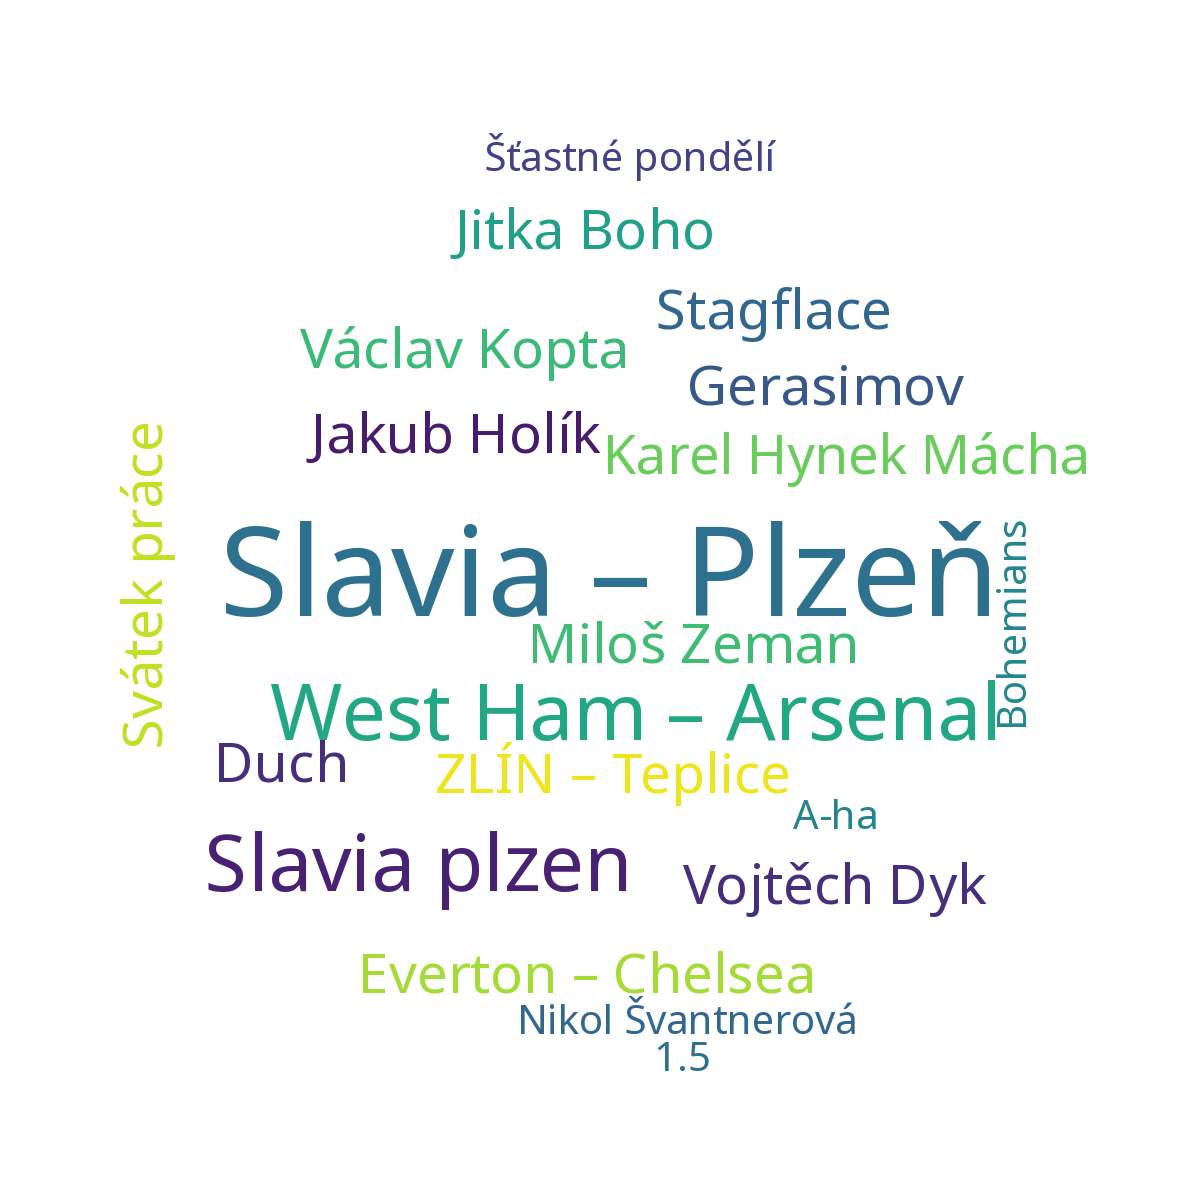 Šťastné pondělí
Jitka Boho
Stagflace
Václav Kopta
Gerasimov
Jakub Holík
Karel Hynek Mácha
Svátek práce
Slavia – Plzeň
Bohemians
Miloš Zeman
West Ham – Arsenal
Duch
ZLÍN – Teplice
A-ha
Slavia plzen
Vojtěch Dyk
Everton – Chelsea
Nikol Švantnerová
1.5